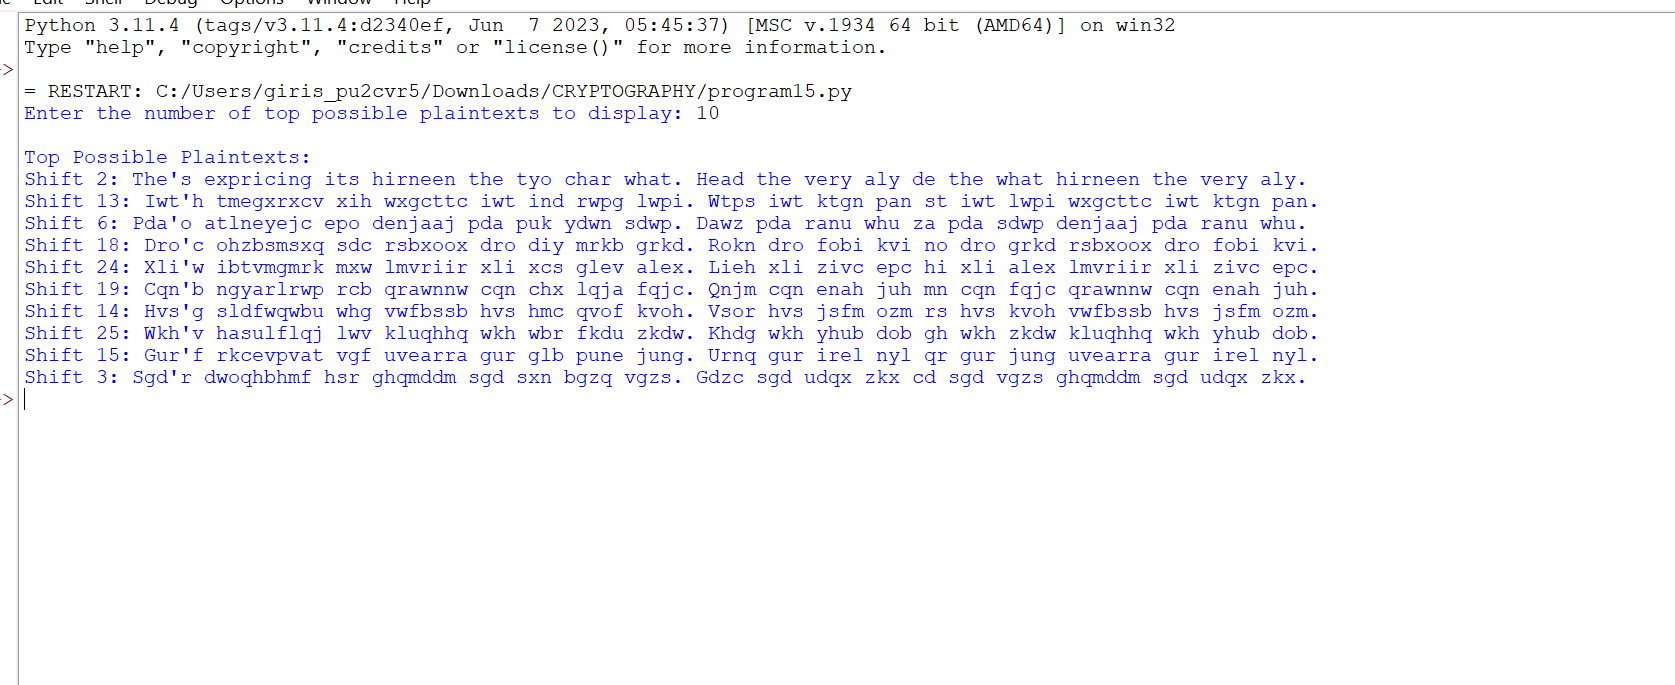 Python 3.11.4 (tags/v3.11.4:d2340ef, Jun  7 2023, 05:45:37) [MSC v.1934 64 bit (AMD64)] on win32
Type "help", "copyright", "credits" or "license()" for more information.
>
= RESTART: C:/Users/giris_pu2cvr5/Downloads/CRYPTOGRAPHY/program15.py
Enter the number of top possible plaintexts to display: 10
Top Possible Plaintexts:
Shift 2: The's expricing its hirneen the tyo char what. Head the very aly de the what hirneen the very aly.
Shift 13: Iwt'h tmegxrxcv xih wxgcttc iwt ind rwpg lwpi. Wtps iwt ktgn pan st iwt lwpi wxgcttc iwt ktgn pan.
Shift 6: Pda'o atlneyejc epo denjaaj pda puk ydwn sdwp. Dawz pda ranu whu za pda sdwp denjaaj pda ranu whu.
Shift 18: Dro'c ohzbsmsxq sdc rsbxoox dro diy mrkb grkd. Rokn dro fobi kvi no dro grkd rsbxoox dro fobi kvi.
Shift 24: Xli'w ibtvmgmrk mxw lmvriir xli xcs glev alex. Lieh xli zivc epc hi xli alex lmvriir xli zivc epc.
Shift 19: Cqn'b ngyarlrwp rcb qrawnnw cqn chx lqja fqjc. Qnjm cqn enah juh mn cqn fqjc qrawnnw cqn enah juh.
Shift 14: Hvs'g sldfwqwbu whg vwfbssb hvs hmc qvof kvoh. Vsor hvs jsfm ozm rs hvs kvoh vwfbssb hvs jsfm ozm.
Shift 25: Wkh'v hasulflqj lwv kluqhhq wkh wbr fkdu zkdw. Khdg wkh yhub dob gh wkh zkdw kluqhhq wkh yhub dob.
Shift 15: Gur'f rkcevpvat vgf uvearra gur glb pune jung. Urnq gur irel nyl qr gur jung uvearra gur irel nyl.
Shift 3: Sgd'r dwoqhbhmf hsr ghqmddm sgd sxn bgzq vgzs. Gdzc sgd udqx zkx cd sgd vgzs ghqmddm sgd udqx zkx.
>